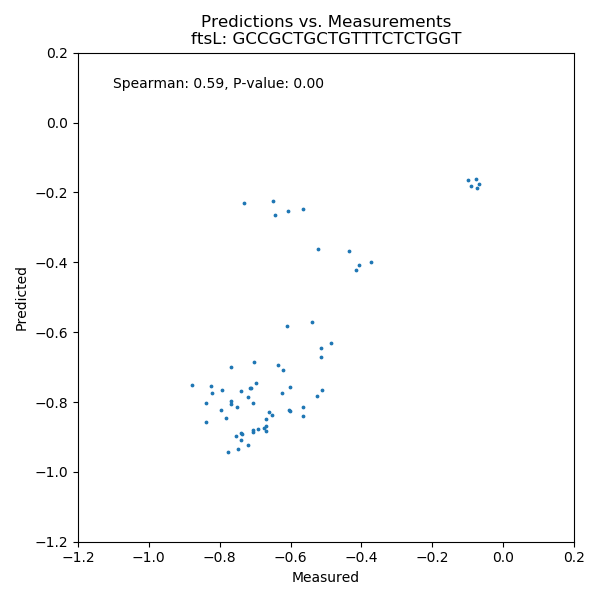 Predictions vs. Measurements
ftsL: GCCGCTGCTGTTTCTCTGGT
Spearman: 0.59, P-value: 0.00
0.2
0.0
−0.2
−0.4
−0.6
−0.8
−1.0
−1.2
Predicted
−1.2 −1.0 −0.8 −0.6 −0.4 −0.2 0.0 0.2
Measured